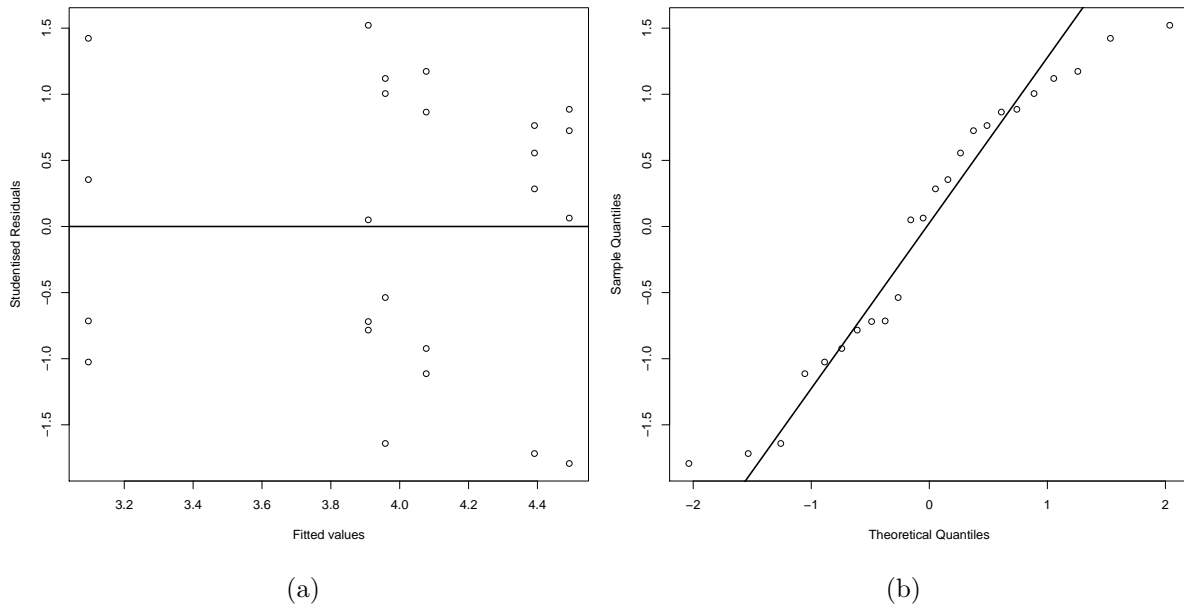 3.2 3.4 3.6 3.8 4.0 4.2 4.4
−1.5 −1.0 −0.5 0.0 0.5 1.0 1.5
Fitted values
Studentised Residuals
−2 −1 0 1 2
−1.5 −1.0 −0.5 0.0 0.5 1.0 1.5
Theoretical Quantiles
Sample Quantiles
(a)
(b)